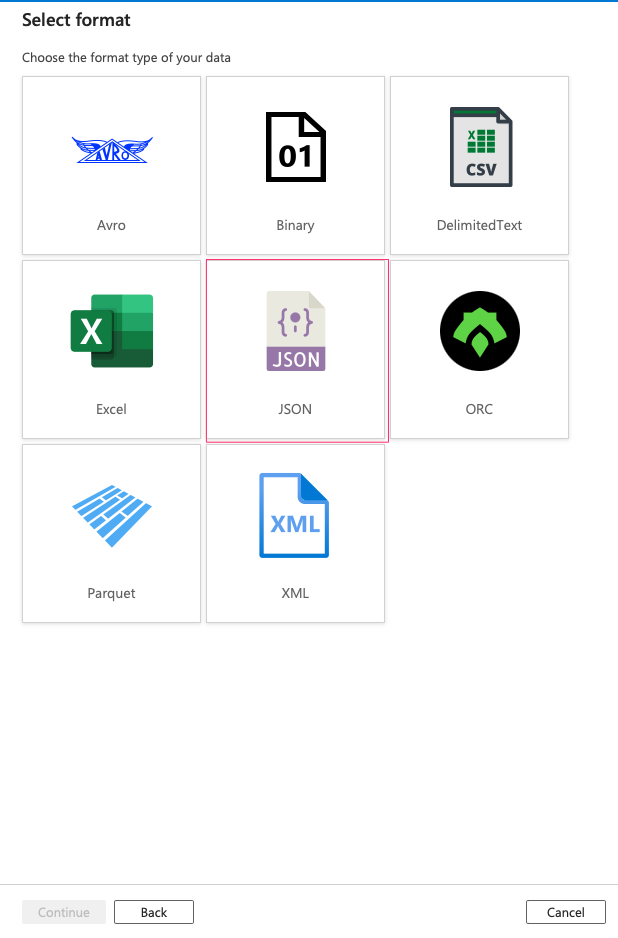 Select format
Choose the format type of your data
AVRO
01
X
CSV
Avro
Binary
DelimitedText
X
{:}
JSON
Excel
JSON
ORC
XML
Parquet
XML
Continue
Back
Cancel